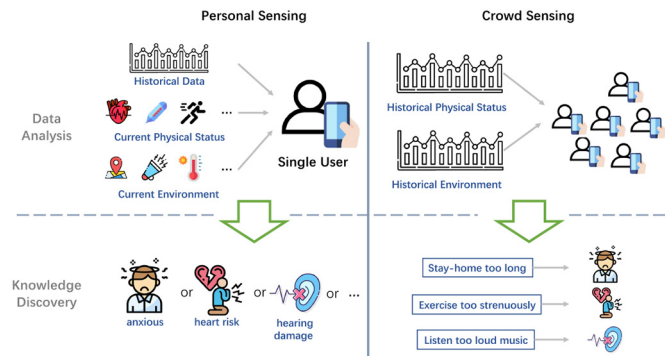 Personal Sensing
Crowd Sensing
Data
Analysis
Historical Data
...
Current Physical Status
...
Current Environment
Single User
Historical Physical Status
Historical Environment
Knowledge
Discovery
or
or
or ...
anxious
heart risk
hearing
damage
Stay-home too long
Exercise too strenuously
Listen too loud music